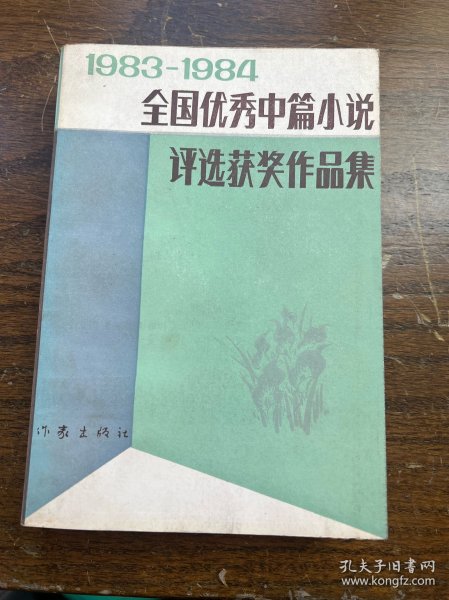 1983-1984
全国优秀中篇小说
评选获奖作品集
作家出版社
孔夫子旧书网
www.kongfz.com